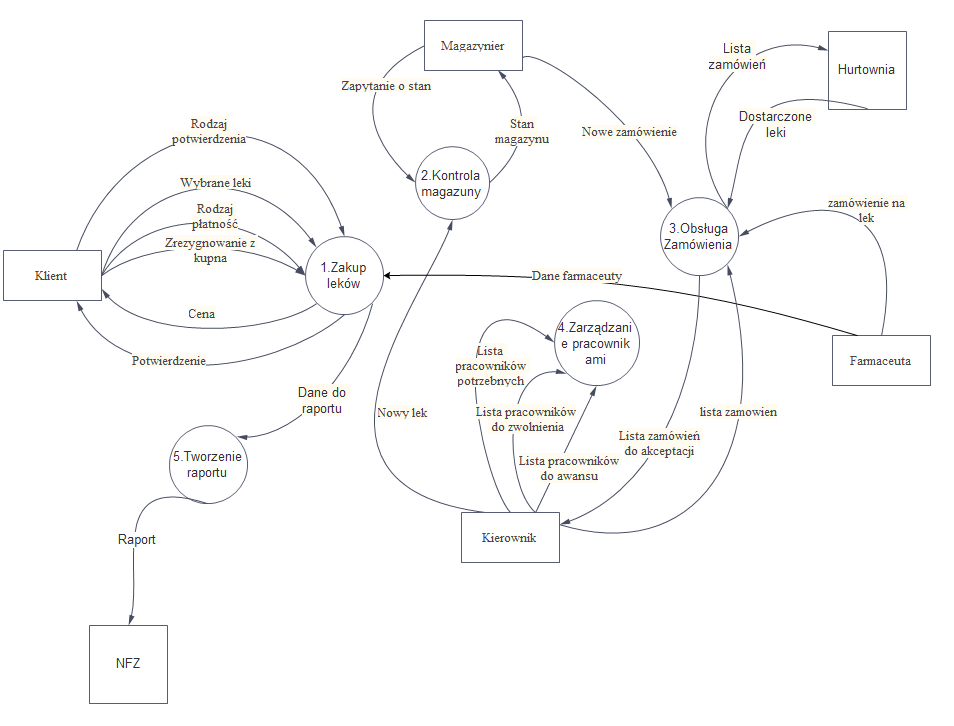 Magazynier
Lista
zamówień
Hurtownia
Zapytanie o stan
Dostarczone
leki
Rodzaj
potwierdzenia
Stan
magazynu
Nowe zamówienie
Wybrane leki
2.Kontrola
magazuny
Rodzaj
płatność
zamówienie na
lek
3.Obsługa
Zamówienia
Zrezygnowanie z
kupna
Klient
1.Zakup
leków
Dane farmaceuty
Cena
4.Zarządzani
e pracownik
ami
Potwierdzenie
Lista
pracowników
potrzebnych
Farmaceuta
Dane do
raportu
Nowy lek
Lista pracowników
do zwolnienia
lista zamowien
Lista zamówień
do akceptacji
5.Tworzenie
raportu
Lista pracowników
do awansu
Raport
Kierownik
NFZ